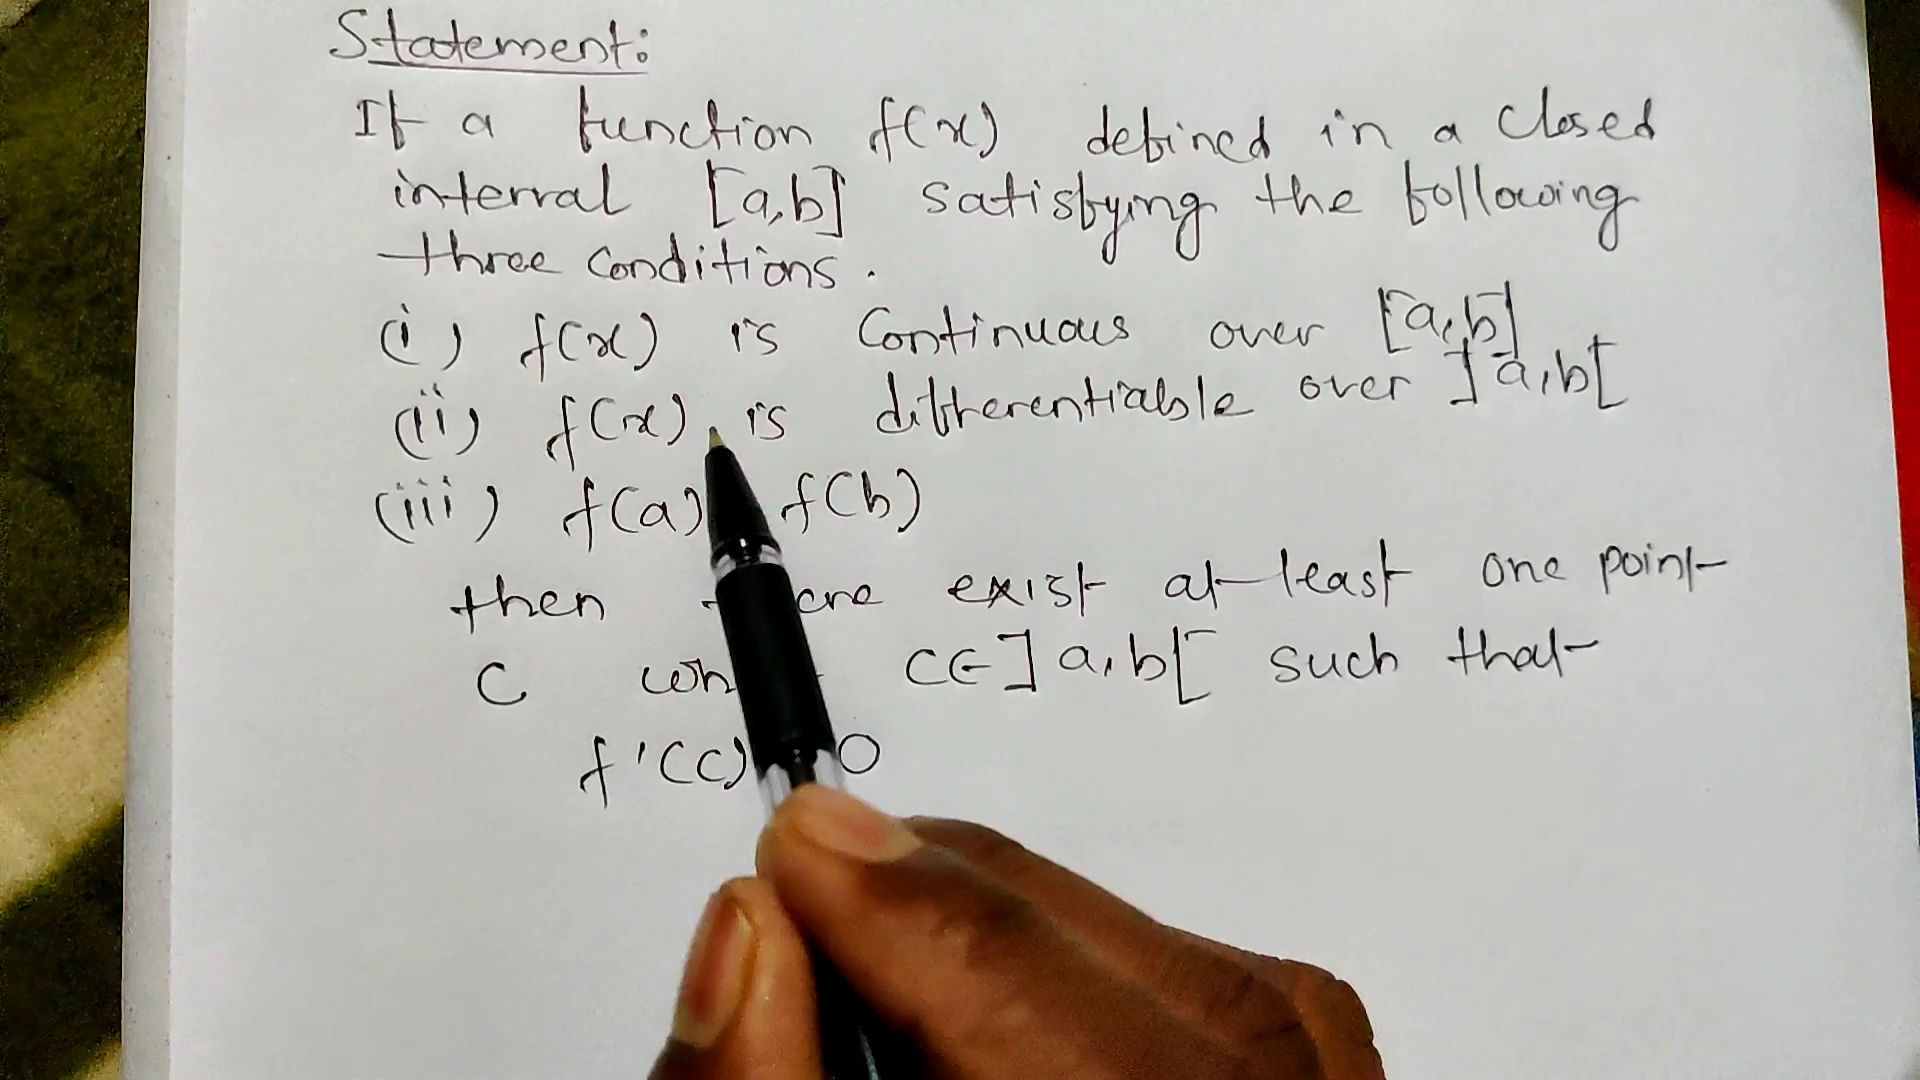 Statement:
If a function f(x) defined in a closed
interval [a,b] satisfying the following
three conditions.
(i) f(x) is Continuous over [a,b]
(ii) f(x) is differentiable over ]a,b[
(iii) f(a) f(b)
then exist at least one point
C C∈]a,b[ such that
f'(c) 0